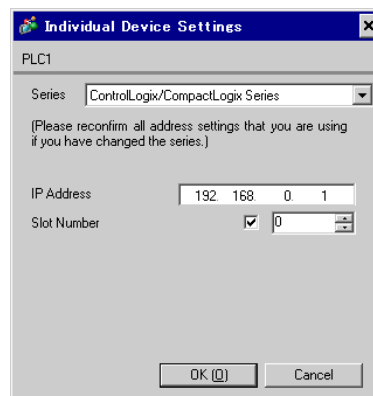 Individual Device Settings
PLC1
Series ControlLogix/CompactLogix Series
(Please reconfirm all address settings that you are using
if you have changed the series.)
IP Address 192. 168. 0. 1
Slot Number 0
OK (O) Cancel